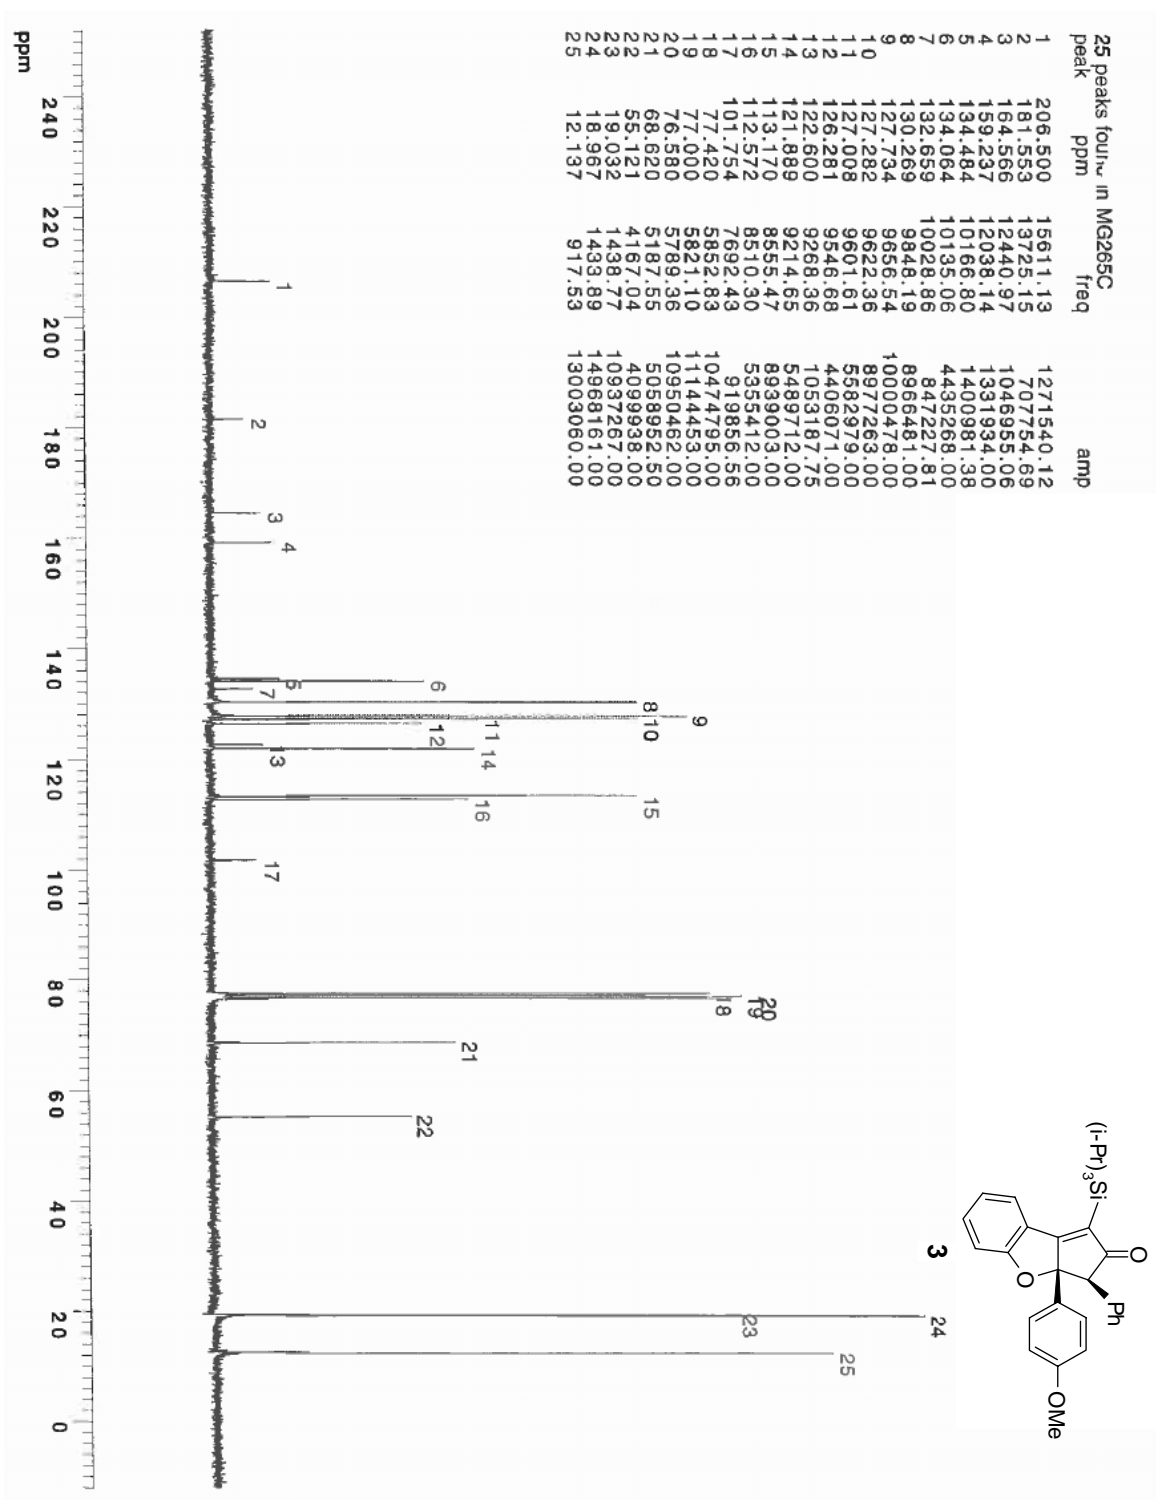 25 peaks found in MG265C
peak ppm freq amp
1 206.500 15611.13 1271540.12
2 181.553 13725.15 707754.69
3 164.566 12440.97 1046955.06
4 159.237 12038.14 1331934.00
5 134.484 10166.80 1400981.38
6 134.064 10135.06 4435268.00
7 132.659 10028.86 847227.81
8 130.269 9848.19 8966481.00
9 127.734 9656.54 10000478.00
10 127.282 9622.36 8977263.00
11 127.008 9601.61 5582979.00
12 126.281 9546.68 4406071.00
13 122.600 9268.36 1053187.75
14 121.889 9214.65 5489712.00
15 113.170 8555.47 8939003.00
16 112.572 8510.30 5355412.00
17 101.754 7692.43 919856.56
18 77.420 5852.83 10474795.00
19 77.000 5821.10 11144453.00
20 76.580 5789.36 10950462.00
21 68.620 5187.55 5058952.50
22 55.121 4167.04 4099938.00
23 19.032 1438.77 10937267.00
24 18.967 1433.89 14968161.00
25 12.137 917.53 13003060.00
(i-Pr)3Si
O
Ph
O
OMe
3
1
2
3
4
5
6
7
8
9
10
11
12
13
14
15
16
17
18
19
20
21
22
23
24
25
240 220 200 180 160 140 120 100 80 60 40 20 0
ppm